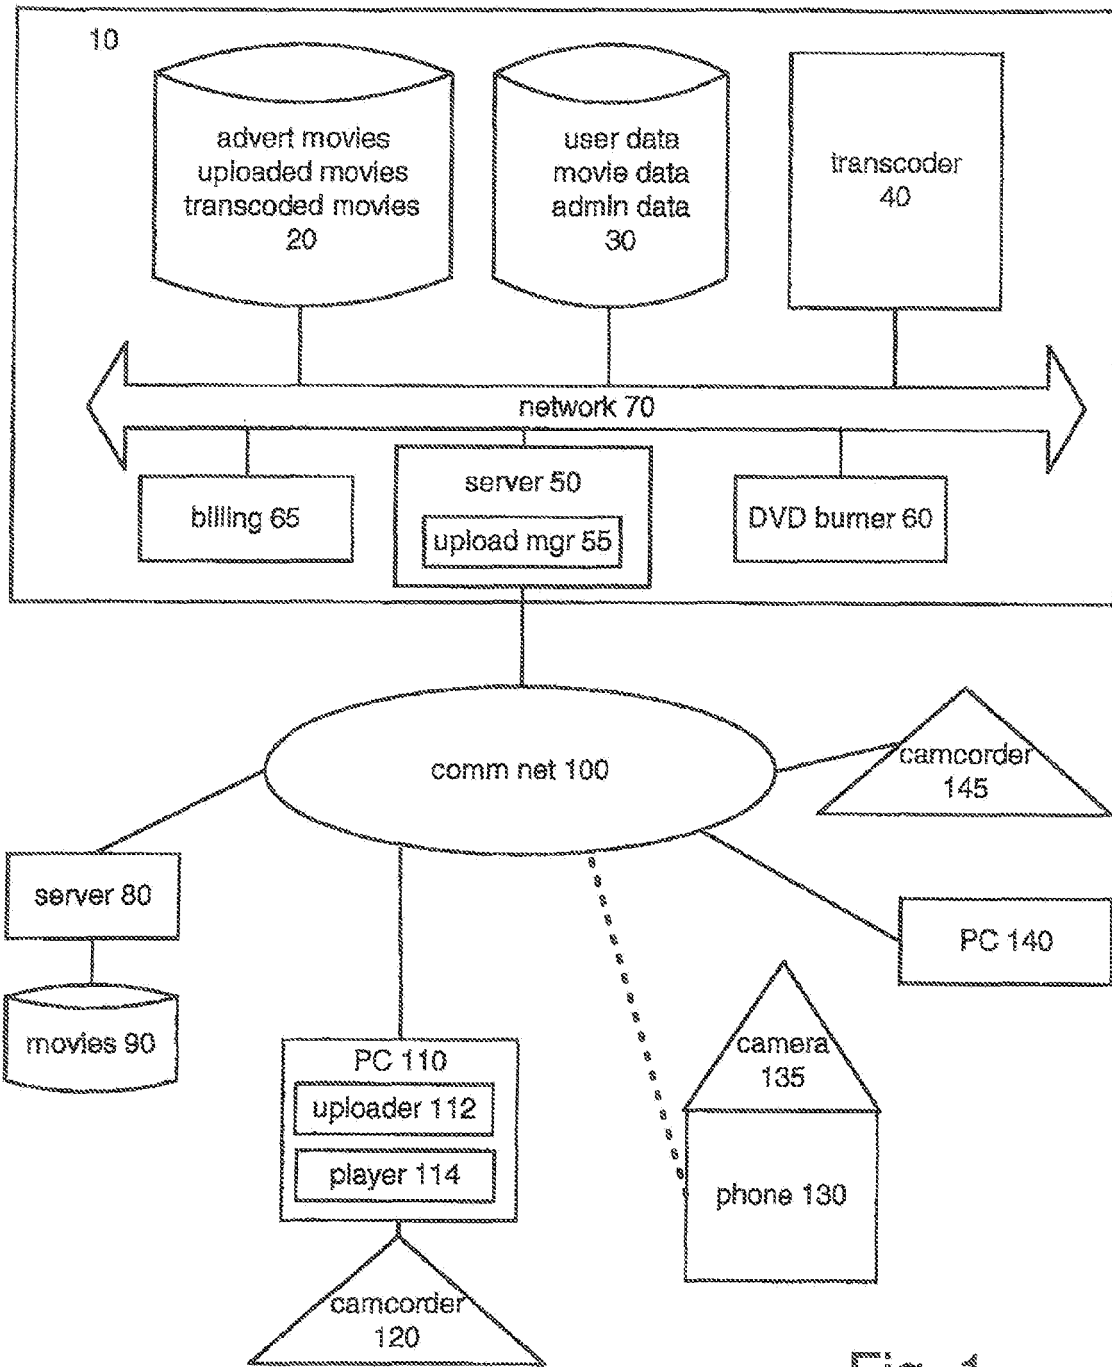 10
advert movies
uploaded movies
transcoded movies
20
user data
movie data
admin data
30
transcoder
40
network 70
billing 65
server 50
upload mgr 55
DVD burner 60
comm net 100
camcorder
145
server 80
PC 140
movies 90
PC 110
uploader 112
player 114
camera
135
phone 130
camcorder
120
Fig. 1